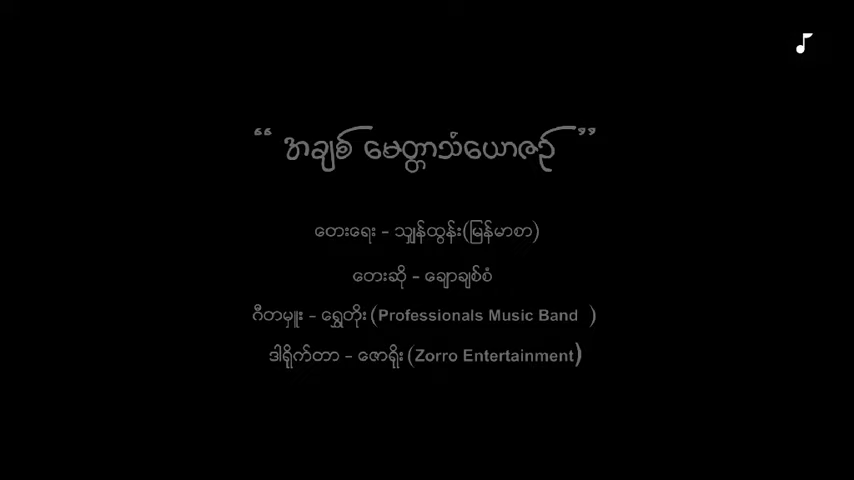 “ အချစ် မေတ္တာသံယောဇဉ် ”
တေးရေး - သျှန်ထွန်း(မြန်မာစာ)
တေးဆို - ချောချစ်စံ
ဂီတမှူး - ရွှေတိုး (Professionals Music Band )
ဒါရိုက်တာ - ဇောရိုး (Zorro Entertainment)